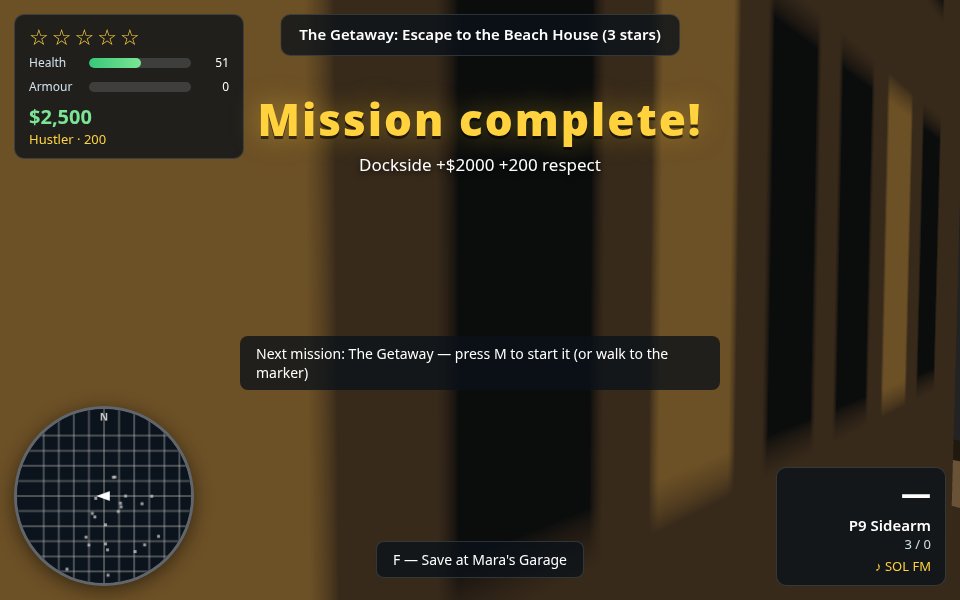 ☆☆☆☆☆
Health 51
Armour 0
$2,500
Hustler · 200
The Getaway: Escape to the Beach House (3 stars)
Mission complete!
Dockside +$2000 +200 respect
Next mission: The Getaway — press M to start it (or walk to the
marker)
N
F — Save at Mara's Garage
—
P9 Sidearm
3 / 0
♪ SOL FM